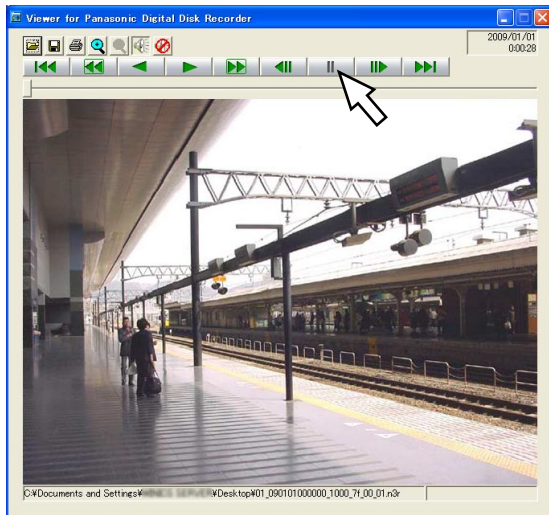 Viewer for Panasonic Digital Disk Recorder
2009/01/01
0:00:28
C:¥Documents and Settings¥ ¥Desktop¥01_090101000000_1000_7f_00_01.n3r